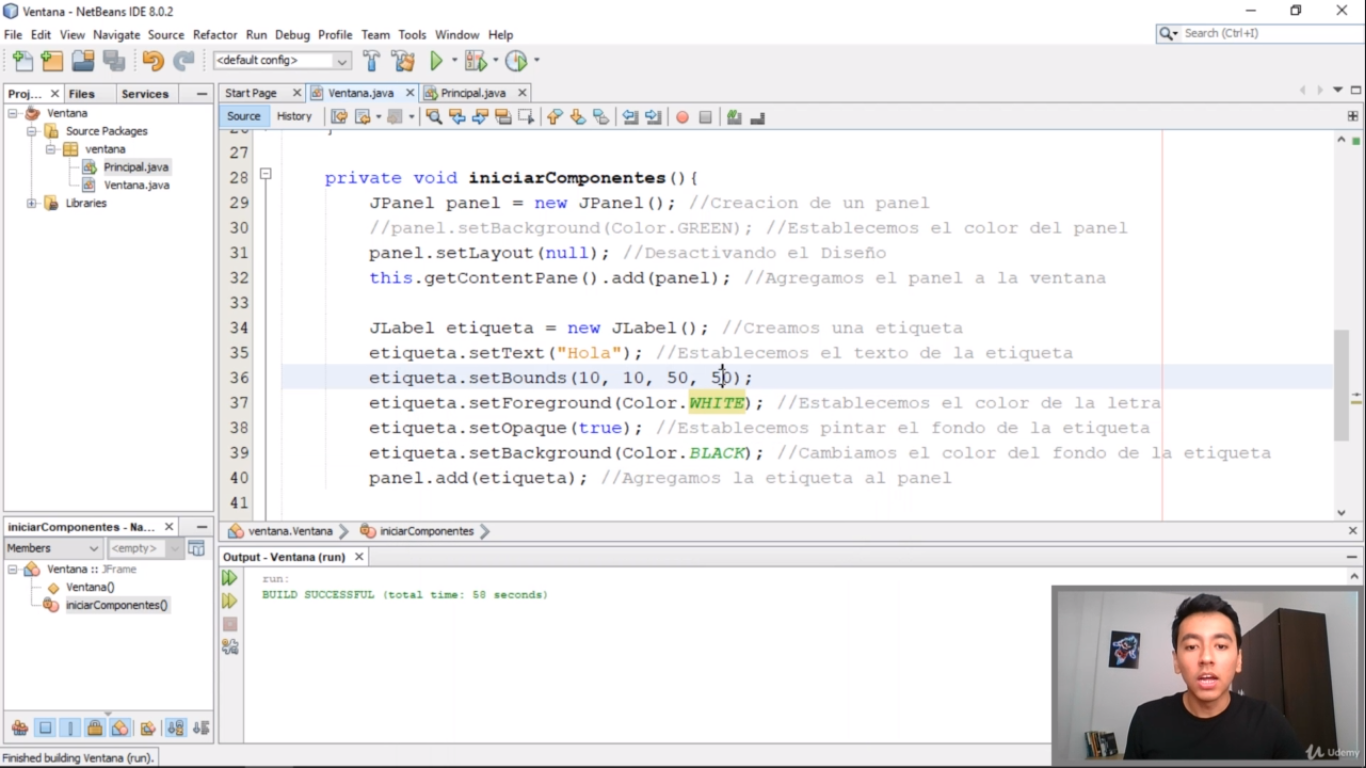 Ventana - NetBeans IDE 8.0.2
File Edit View Navigate Source Refactor Run Debug Profile Team Tools Window Help
Search (Ctrl+I)
<default config>
Proj... Files Services
Start Page Ventana.java Principal.java
Ventana
Source Packages
ventana
Principal.java
Ventana.java
Libraries
Source History
27
28 private void iniciarComponentes(){
29 JPanel panel = new JPanel(); //Creacion de un panel
30 //panel.setBackground(Color.GREEN); //Establecemos el color del panel
31 panel.setLayout(null); //Desactivando el Diseño
32 this.getContentPane().add(panel); //Agregamos el panel a la ventana
33
34 JLabel etiqueta = new JLabel(); //Creamos una etiqueta
35 etiqueta.setText("Hola"); //Establecemos el texto de la etiqueta
36 etiqueta.setBounds(10, 10, 50, 50);
37 etiqueta.setForeground(Color.WHITE); //Establecemos el color de la letra
38 etiqueta.setOpaque(true); //Establecemos pintar el fondo de la etiqueta
39 etiqueta.setBackground(Color.BLACK); //Cambiamos el color del fondo de la etiqueta
40 panel.add(etiqueta); //Agregamos la etiqueta al panel
41
ventana.Ventana iniciarComponentes
iniciarComponentes - Na...
Members <empty>
Ventana :: JFrame
Ventana()
iniciarComponentes()
Output - Ventana (run)
run:
BUILD SUCCESSFUL (total time: 58 seconds)
Finished building Ventana (run).
Udemy